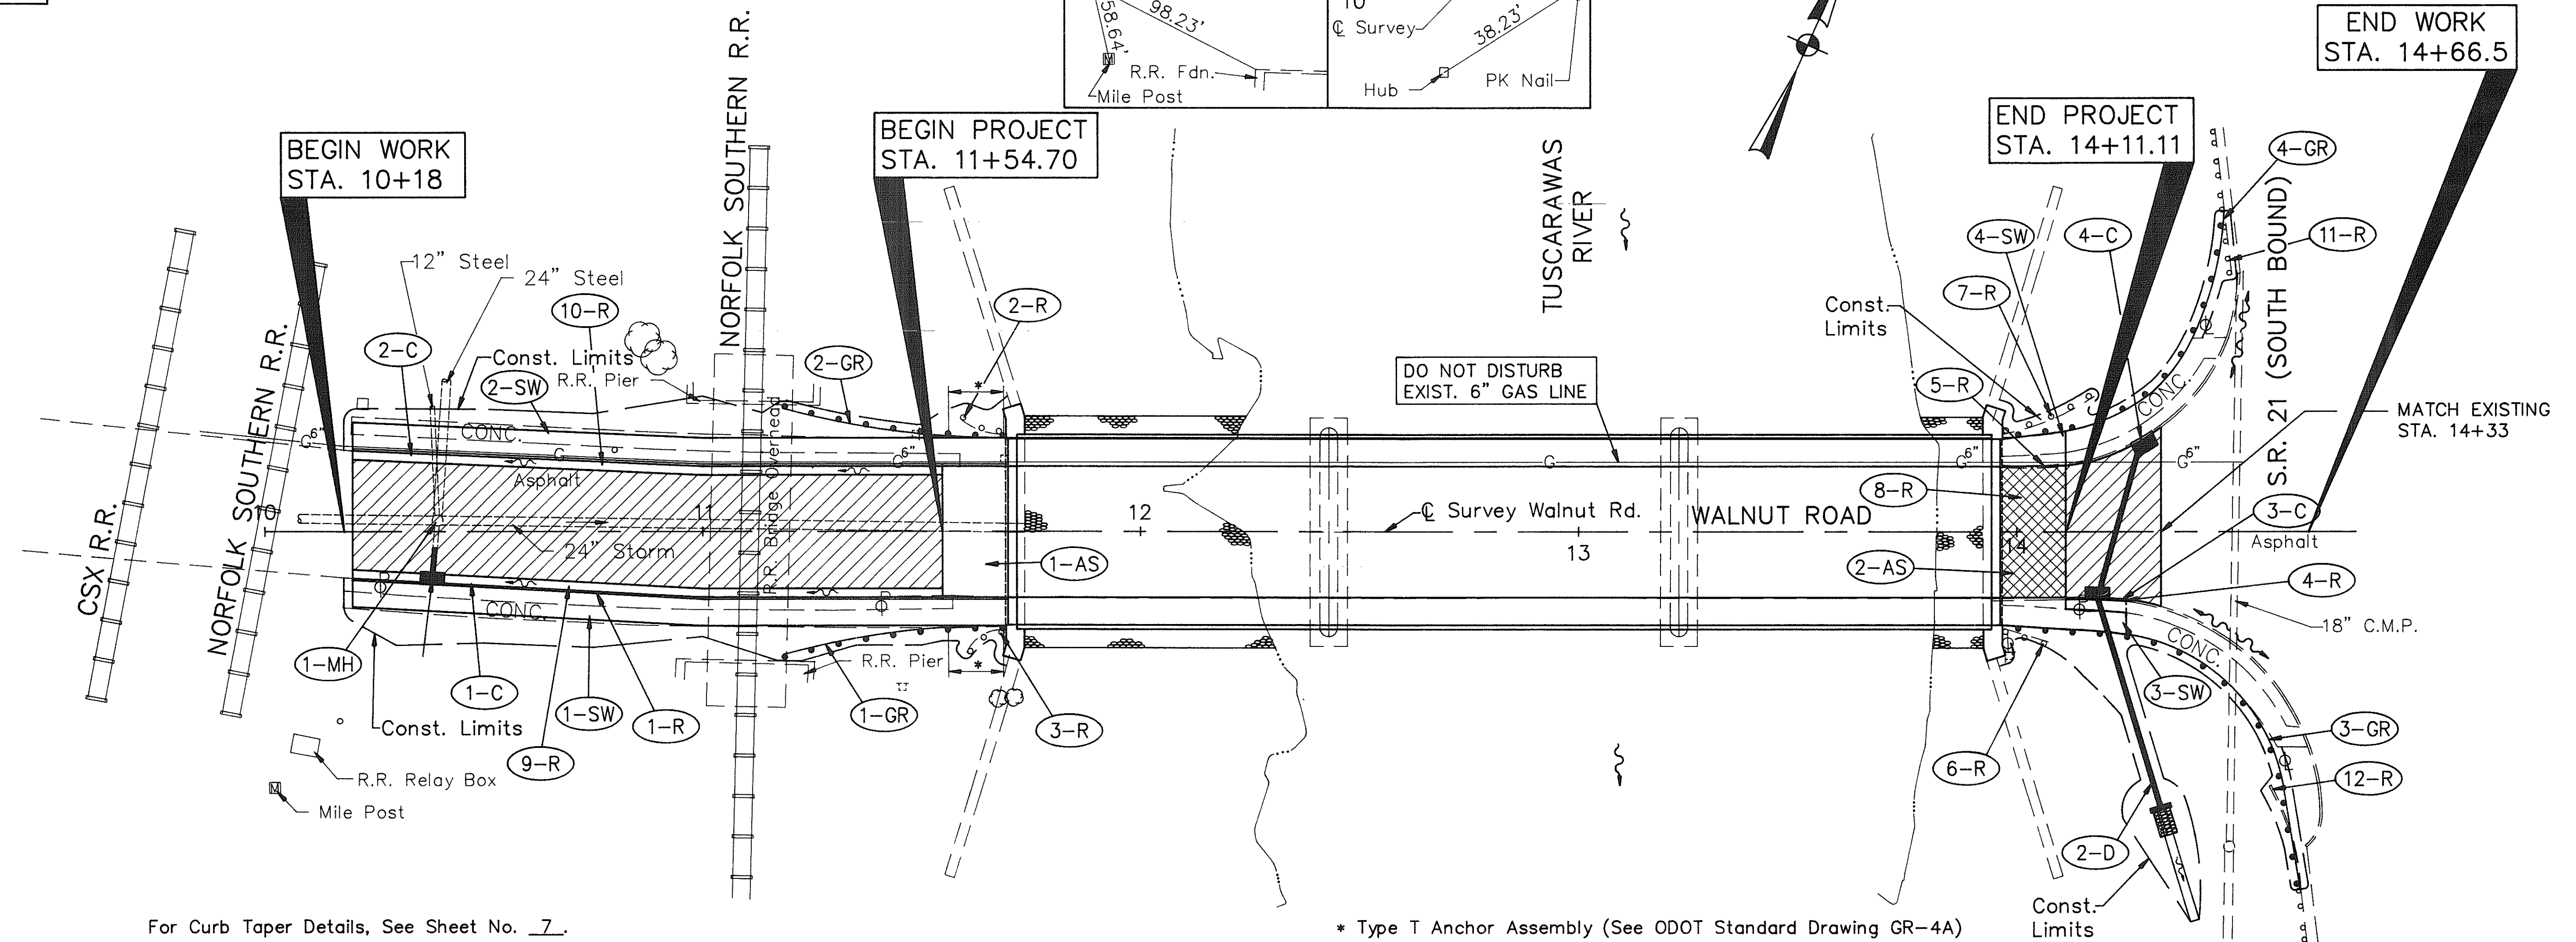 58.64'
98.23'
R.R. Fdn.
Mile Post
10
℄ Survey
38.23'
Hub
PK Nail
END WORK
STA. 14+66.5
BEGIN WORK
STA. 10+18
NORFOLK SOUTHERN R.R.
BEGIN PROJECT
STA. 11+54.70
TUSCARAWAS
RIVER
END PROJECT
STA. 14+11.11
4-GR
11-R
S.R. 21 (SOUTH BOUND)
4-SW
4-C
7-R
Const.
Limits
5-R
12" Steel
24" Steel
10-R
2-R
2-C
Const. Limits
2-SW
R.R. Pier
2-GR
*
DO NOT DISTURB
EXIST. 6" GAS LINE
CONC.
MATCH EXISTING
STA. 14+33
CONC.
G6"
G
G6"
G
G6"
G6"
Asphalt
CSX R.R.
NORFOLK SOUTHERN R.R.
10
11
12
℄ Survey Walnut Rd.
WALNUT ROAD
8-R
3-C
Asphalt
24" Storm
R.R. Bridge Overhead
1-AS
13
14
2-AS
4-R
CONC.
18" C.M.P.
CONC.
1-MH
1-C
1-SW
1-R
R.R. Pier
*
1-GR
3-R
3-SW
3-GR
Const. Limits
9-R
6-R
12-R
R.R. Relay Box
M
Mile Post
2-D
Const.
Limits
For Curb Taper Details, See Sheet No. 7.
* Type T Anchor Assembly (See ODOT Standard Drawing GR-4A)